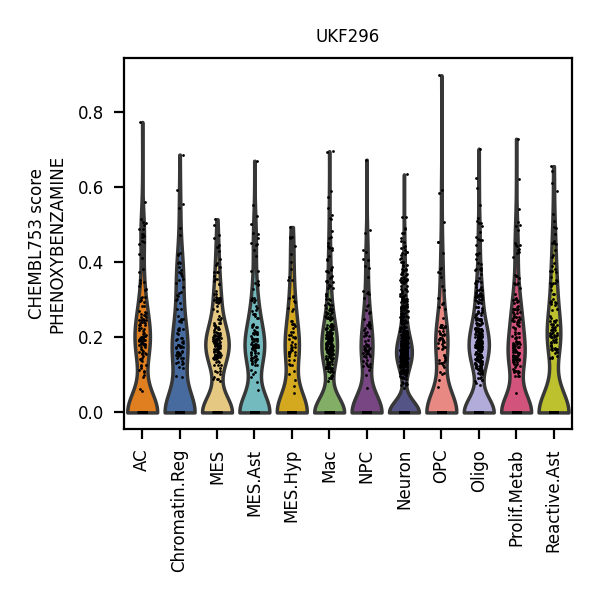 UKF296
CHEMBL753 score
PHENOXYBENZAMINE
0.8
0.6
0.4
0.2
0.0
AC
Chromatin.Reg
MES
MES.Ast
MES.Hyp
Mac
NPC
Neuron
OPC
Oligo
Prolif.Metab
Reactive.Ast